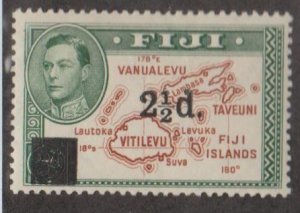 FIJI
178°E
VANUALEVU
2½d.
TAVEUNI
Lautoka
Levuka
FIJI
18°S
VITILEVU
ISLANDS
Suva
180°